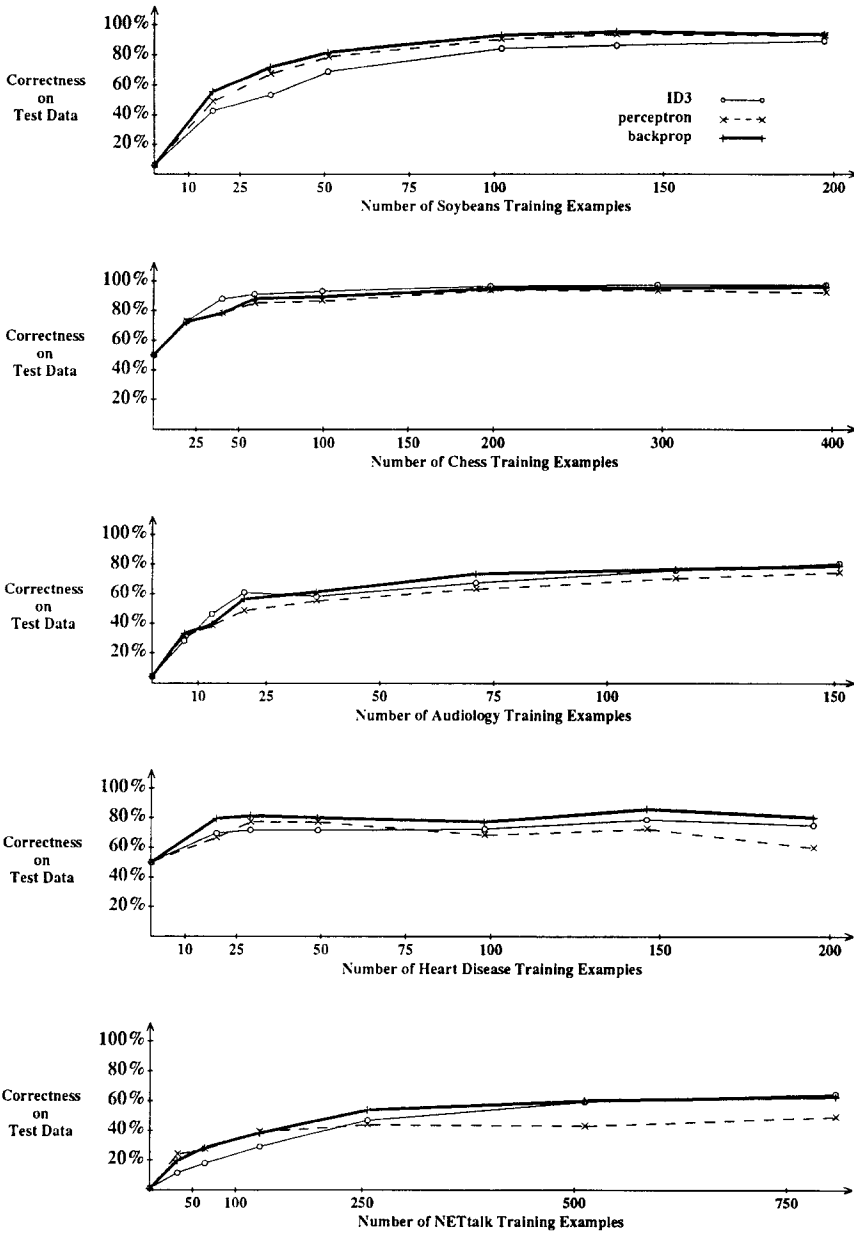 100%
80%
60%
40%
20%
Correctness
on
Test Data
ID3
perceptron
backprop
10 25 50 75 100 150 200
Number of Soybeans Training Examples
100%
80%
60%
40%
20%
Correctness
on
Test Data
25 50 100 150 200 300 400
Number of Chess Training Examples
100%
80%
60%
40%
20%
Correctness
on
Test Data
10 25 50 75 100 150
Number of Audiology Training Examples
100%
80%
60%
40%
20%
Correctness
on
Test Data
10 25 50 75 100 150 200
Number of Heart Disease Training Examples
100%
80%
60%
40%
20%
Correctness
on
Test Data
50 100 250 500 750
Number of NETtalk Training Examples